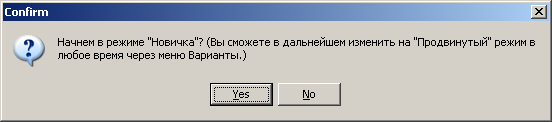 Confirm
Начнем в режиме "Новичка"? (Вы сможете в дальнейшем изменить на "Продвинутый" режим в
любое время через меню Варианты.)
Yes No